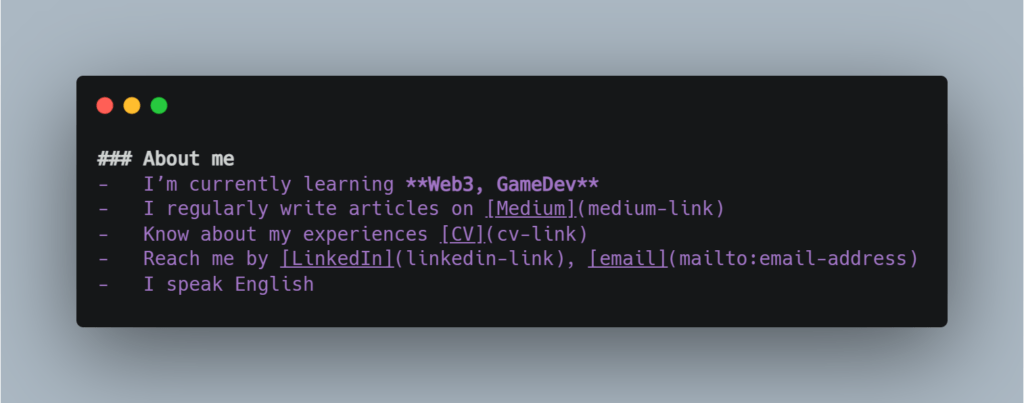 ### About me
-   I’m currently learning **Web3, GameDev**
-   I regularly write articles on [Medium](medium-link)
-   Know about my experiences [CV](cv-link)
-   Reach me by [LinkedIn](linkedin-link), [email](mailto:email-address)
-   I speak English